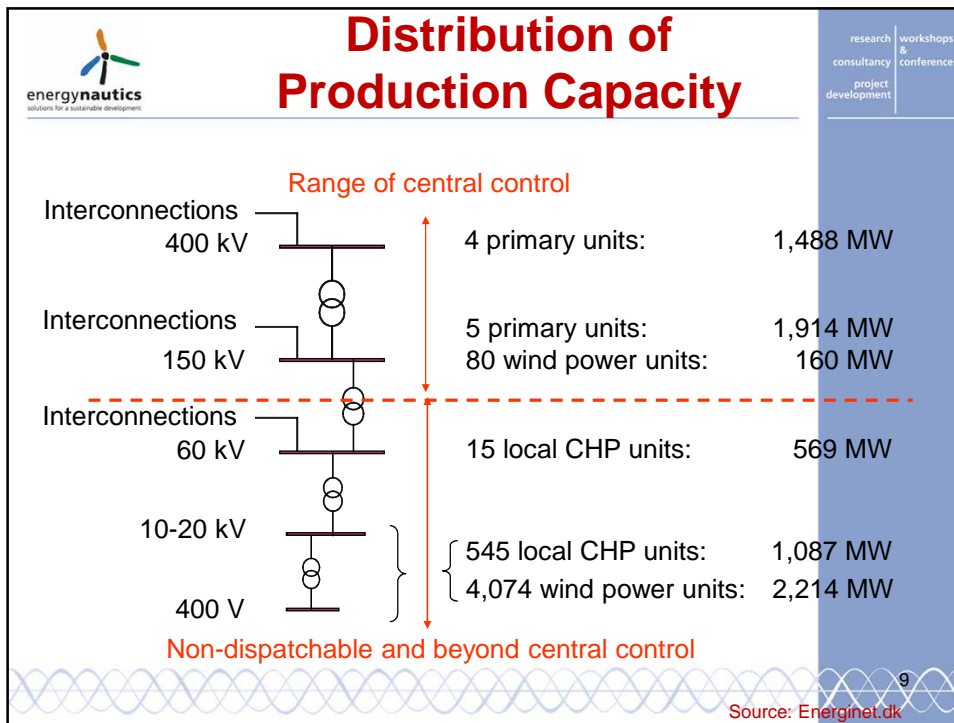 Distribution of
Production Capacity
energynautics
solutions for a sustainable development
research workshops
&
consultancy conference
project
development
Range of central control
Interconnections
400 kV
4 primary units: 1,488 MW
Interconnections
150 kV
5 primary units: 1,914 MW
80 wind power units: 160 MW
Interconnections
60 kV
15 local CHP units: 569 MW
10-20 kV
545 local CHP units: 1,087 MW
4,074 wind power units: 2,214 MW
400 V
Non-dispatchable and beyond central control
9
Source: Energinet.dk